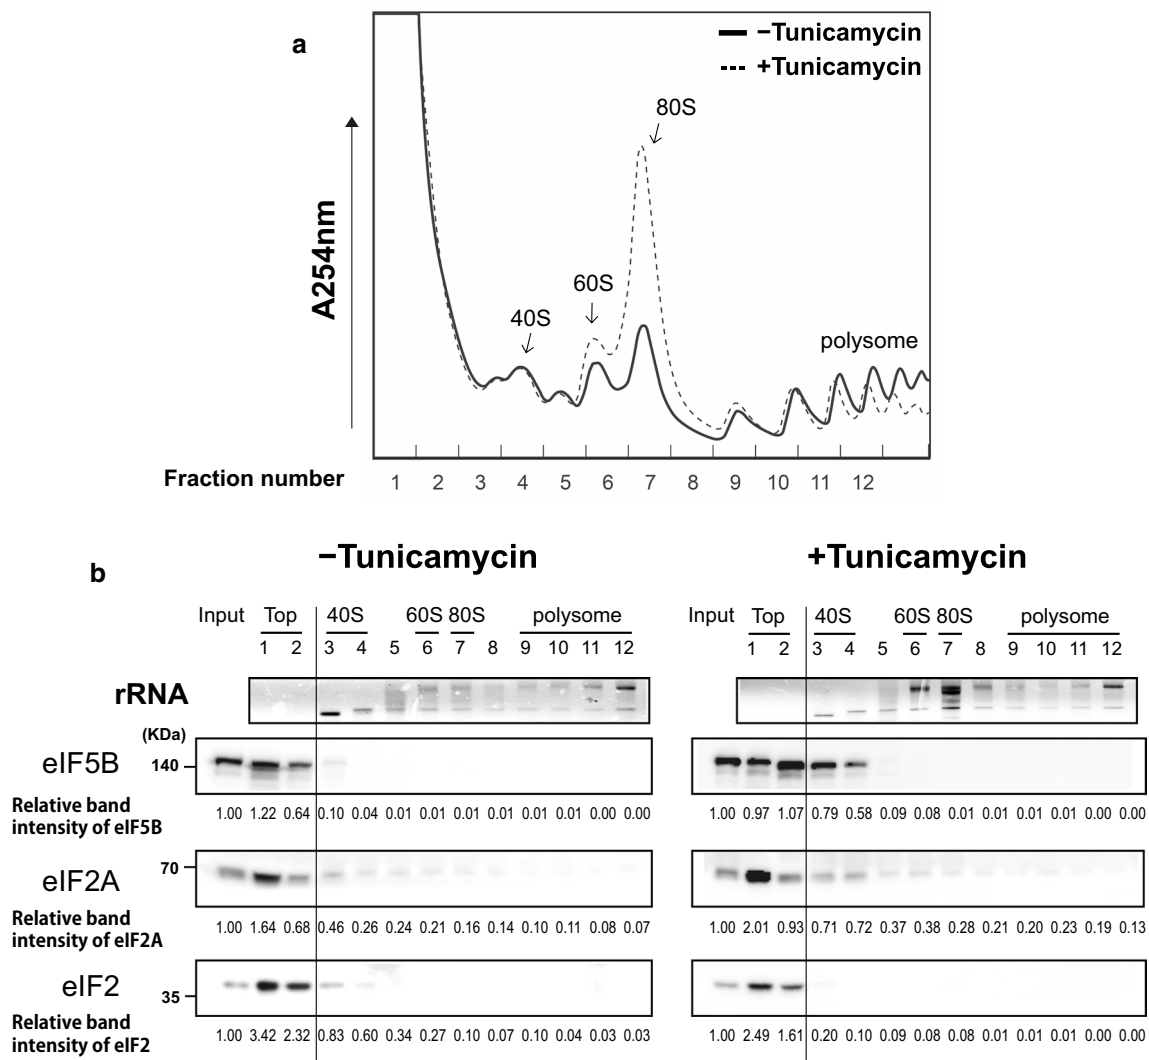 a
−Tunicamycin
+Tunicamycin
80S
60S
40S
polysome
A254nm
Fraction number 1 2 3 4 5 6 7 8 9 10 11 12
b
−Tunicamycin
+Tunicamycin
Input Top 40S 60S 80S polysome
1 2 3 4 5 6 7 8 9 10 11 12
Input Top 40S 60S 80S polysome
1 2 3 4 5 6 7 8 9 10 11 12
rRNA
(KDa)
eIF5B
140
Relative band
intensity of eIF5B
1.00 1.22 0.64 0.10 0.04 0.01 0.01 0.01 0.01 0.01 0.01 0.00 0.00
1.00 0.97 1.07 0.79 0.58 0.09 0.08 0.01 0.01 0.01 0.01 0.00 0.00
70
eIF2A
Relative band
intensity of eIF2A
1.00 1.64 0.68 0.46 0.26 0.24 0.21 0.16 0.14 0.10 0.11 0.08 0.07
1.00 2.01 0.93 0.71 0.72 0.37 0.38 0.28 0.21 0.20 0.23 0.19 0.13
eIF2
35
Relative band
intensity of eIF2
1.00 3.42 2.32 0.83 0.60 0.34 0.27 0.10 0.07 0.10 0.04 0.03 0.03
1.00 2.49 1.61 0.20 0.10 0.09 0.08 0.08 0.01 0.01 0.01 0.00 0.00